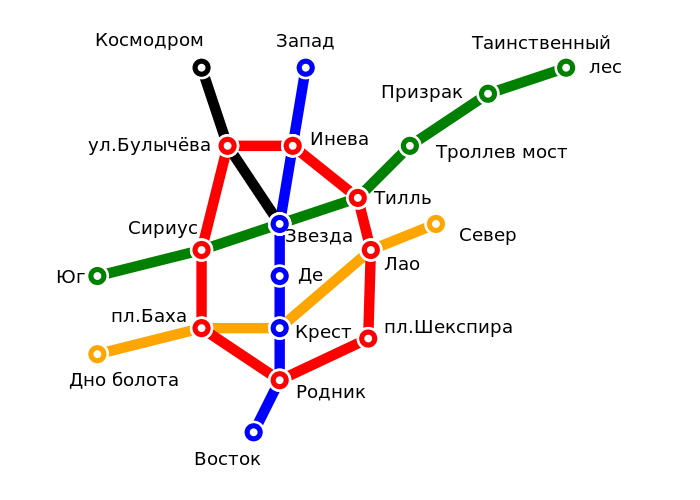 Космодром
Запад
Таинственный
лес
Призрак
ул.Булычёва
Инева
Троллев мост
Тилль
Сириус
Звезда
Север
Юг
Де
Лао
пл.Баха
Крест
пл.Шекспира
Дно болота
Родник
Восток